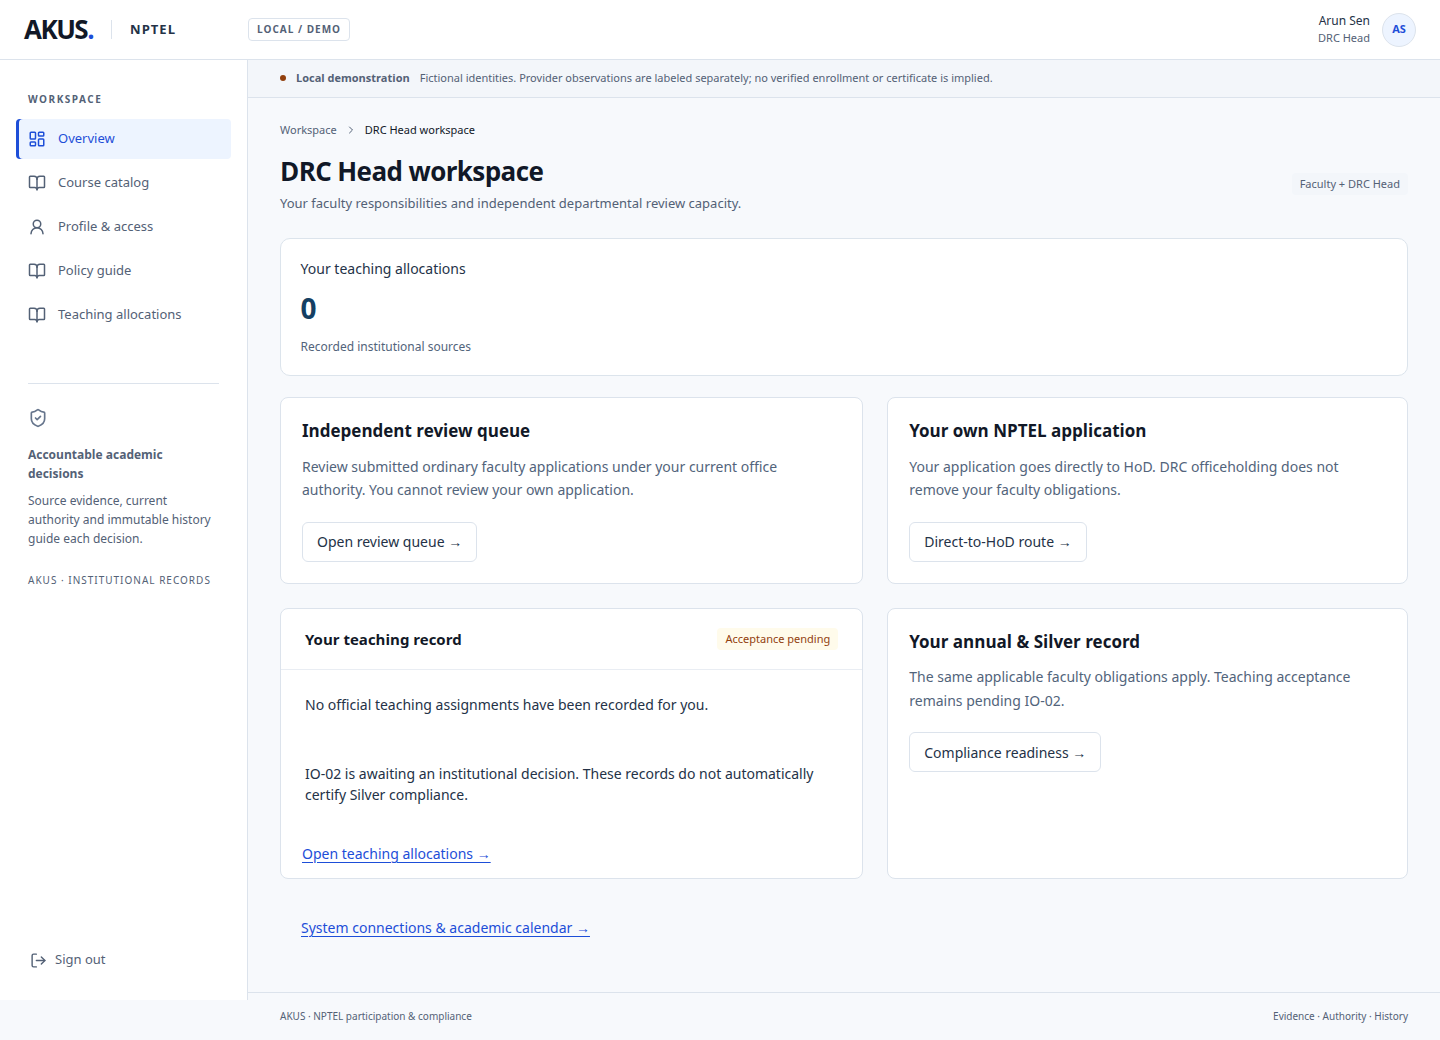 AKUS.
NPTEL
LOCAL / DEMO
Arun Sen
DRC Head
AS
WORKSPACE
Overview
Course catalog
Profile & access
Policy guide
Teaching allocations
Accountable academic
decisions
Source evidence, current
authority and immutable history
guide each decision.
AKUS · INSTITUTIONAL RECORDS
Sign out
Local demonstration Fictional identities. Provider observations are labeled separately; no verified enrollment or certificate is implied.
Workspace > DRC Head workspace
DRC Head workspace
Your faculty responsibilities and independent departmental review capacity.
Faculty + DRC Head
Your teaching allocations
0
Recorded institutional sources
Independent review queue
Review submitted ordinary faculty applications under your current office
authority. You cannot review your own application.
Open review queue →
Your own NPTEL application
Your application goes directly to HoD. DRC officeholding does not
remove your faculty obligations.
Direct-to-HoD route →
Your teaching record
Acceptance pending
No official teaching assignments have been recorded for you.
IO-02 is awaiting an institutional decision. These records do not automatically
certify Silver compliance.
Open teaching allocations →
Your annual & Silver record
The same applicable faculty obligations apply. Teaching acceptance
remains pending IO-02.
Compliance readiness →
System connections & academic calendar →
AKUS · NPTEL participation & compliance
Evidence · Authority · History